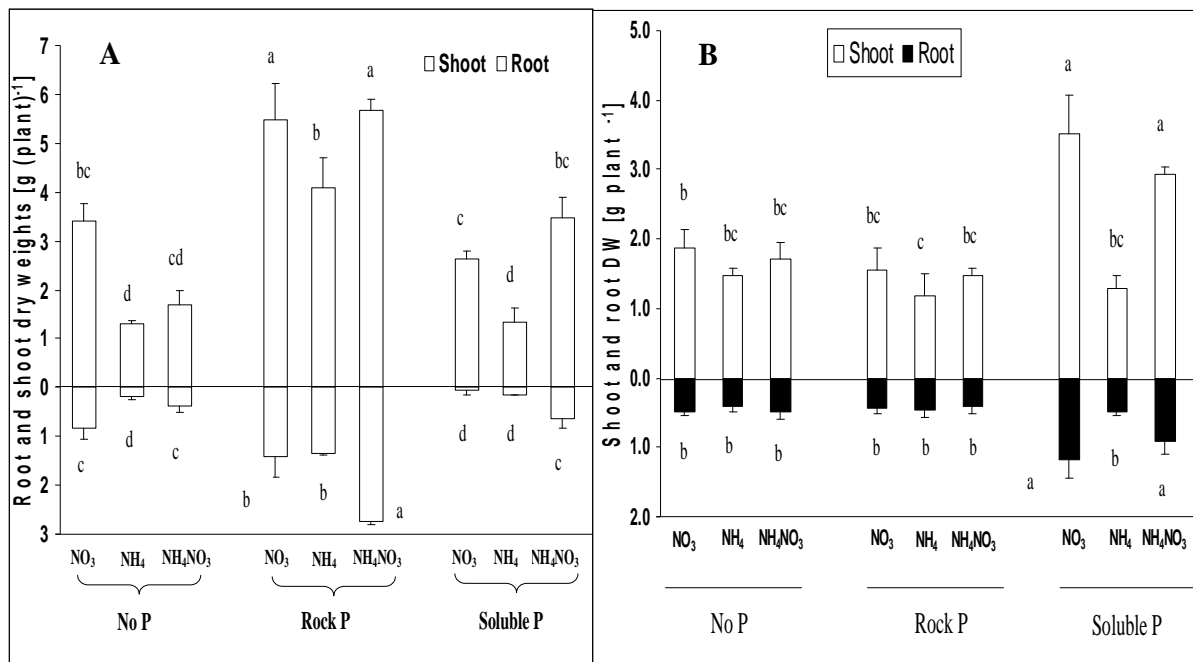 A
Shoot Root
Root and shoot dry weights [g (plant)⁻¹]
7
6
5
4
3
2
1
0
1
2
3
bc
d
cd
a
b
a
c
d
bc
c
d
c
b
b
a
d
d
c
NO₃ NH₄ NH₄NO₃ NO₃ NH₄ NH₄NO₃ NO₃ NH₄ NH₄NO₃
No P Rock P Soluble P
B
Shoot Root
Shoot and root DW [g plant ⁻¹]
5.0
4.0
3.0
2.0
1.0
0.0
1.0
2.0
b
bc
bc
bc
c
bc
a
bc
a
b
b
b
b
b
b
a
b
a
NO₃ NH₄ NH₄NO₃ NO₃ NH₄ NH₄NO₃ NO₃ NH₄ NH₄NO₃
No P Rock P Soluble P